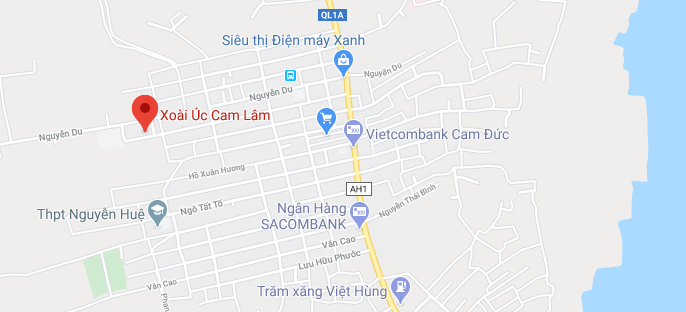 QL1A
Siêu thị Điện máy Xanh
Nguyễn Du
Nguyễn Du
Xoài Úc Cam Lâm
Nguyễn Du
Vietcombank Cam Đức
Hồ Xuân Hương
AH1
Nguyễn Thái Bình
Ngô Tất Tố
Thpt Nguyễn Huệ
Ngân Hàng
SACOMBANK
Văn Cao
Lưu Hữu Phước
Văn Cao
Phan
Trăm xăng Việt Hùng